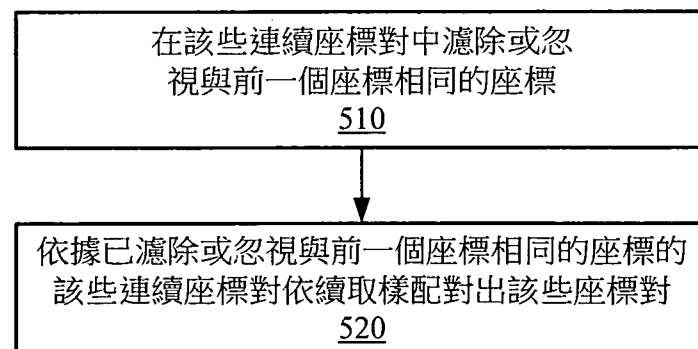 在該些連續座標對中濾除或忽
視與前一個座標相同的座標
510
依據已濾除或忽視與前一個座標相同的座標的
該些連續座標對依續取樣配對出該些座標對
520